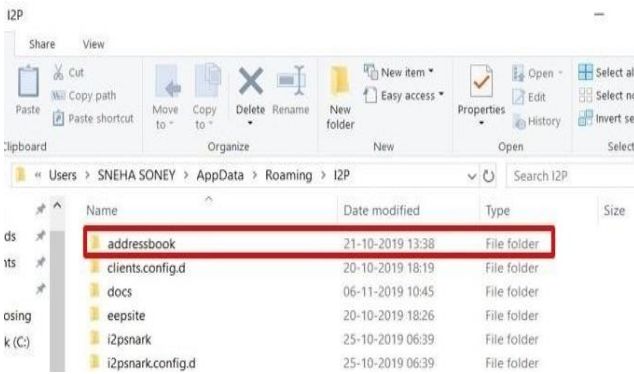 I2P
Share View
Cut
Copy path
Paste shortcut
Paste
Move to
Copy to
Delete
Rename
New folder
New item
Easy access
Properties
Open
Edit
History
Select al
Select no
Invert se
Clipboard Organize New Open Select
« Users > SNEHA SONEY > AppData > Roaming > I2P
Search I2P
Name Date modified Type Size
addressbook 21-10-2019 13:38 File folder
ds
clients.config.d 20-10-2019 18:19 File folder
nts
docs 06-11-2019 10:45 File folder
eepsite 20-10-2019 18:26 File folder
osing
i2psnark 25-10-2019 06:39 File folder
k (C:)
i2psnark.config.d 25-10-2019 06:39 File folder